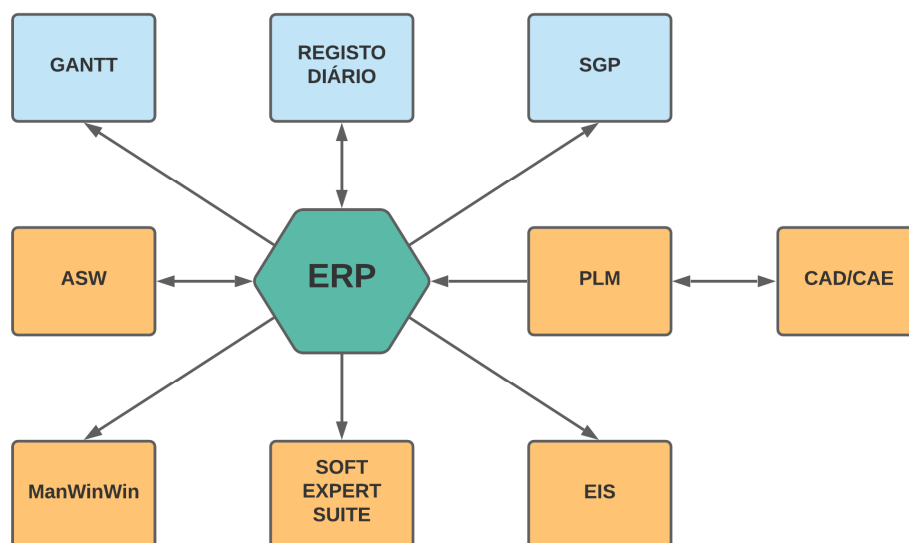 GANTT
REGISTO
DIÁRIO
SGP
ASW
ERP
PLM
CAD/CAE
ManWinWin
SOFT
EXPERT
SUITE
EIS